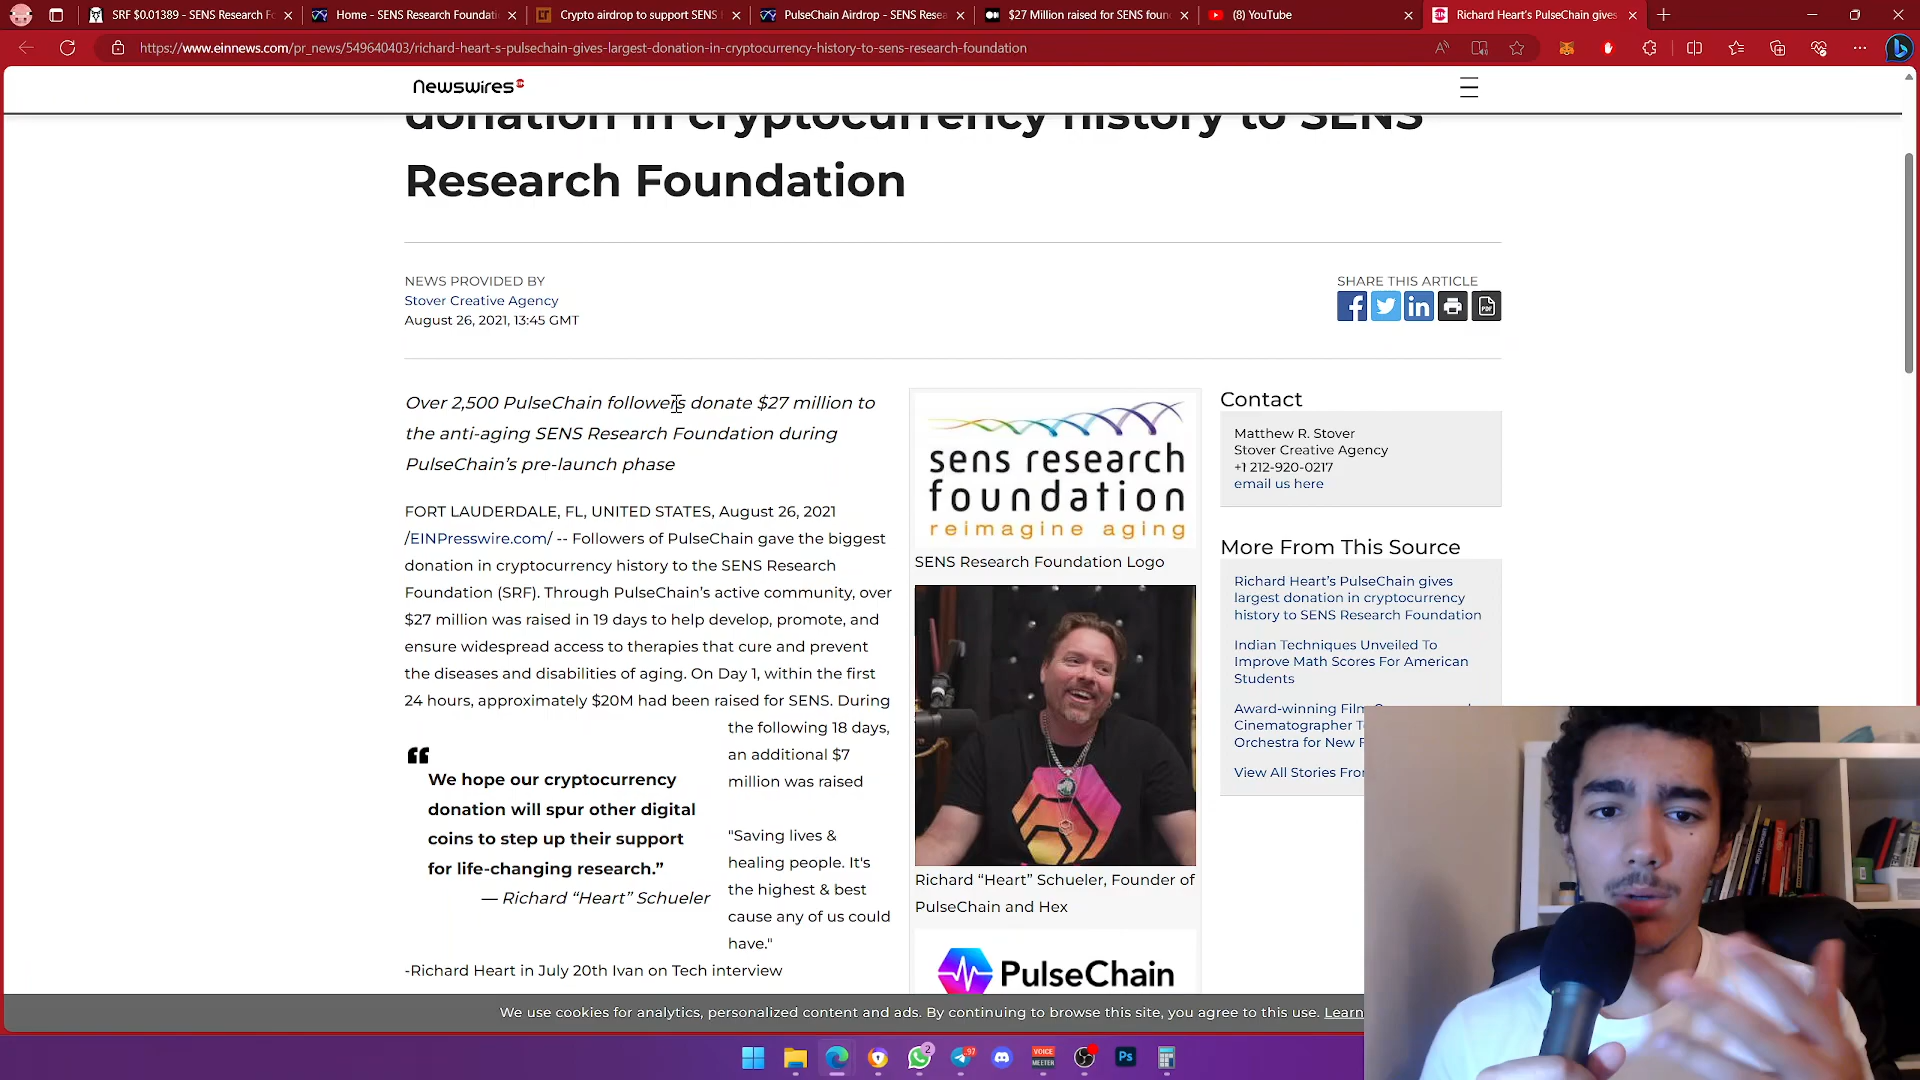 SRF $0.01389 - SENS Research Fo
Home - SENS Research Foundati
Crypto airdrop to support SENS
PulseChain Airdrop - SENS Resea
$27 Million raised for SENS foun
(8) YouTube
Richard Heart's PulseChain gives
https://www.einnews.com/pr_news/549640403/richard-heart-s-pulsechain-gives-largest-donation-in-cryptocurrency-history-to-sens-research-foundation
Newswires
donation in cryptocurrency history to SENS
Research Foundation
NEWS PROVIDED BY
Stover Creative Agency
August 26, 2021, 13:45 GMT
SHARE THIS ARTICLE
PDF
Over 2,500 PulseChain followers donate $27 million to
the anti-aging SENS Research Foundation during
PulseChain's pre-launch phase
FORT LAUDERDALE, FL, UNITED STATES, August 26, 2021
/EINPresswire.com/ -- Followers of PulseChain gave the biggest
donation in cryptocurrency history to the SENS Research
Foundation (SRF). Through PulseChain's active community, over
$27 million was raised in 19 days to help develop, promote, and
ensure widespread access to therapies that cure and prevent
the diseases and disabilities of aging. On Day 1, within the first
24 hours, approximately $20M had been raised for SENS. During
the following 18 days,
an additional $7
million was raised
"Saving lives &
healing people. It's
the highest & best
cause any of us could
have."
-Richard Heart in July 20th Ivan on Tech interview
We hope our cryptocurrency
donation will spur other digital
coins to step up their support
for life-changing research.”
— Richard “Heart” Schueler
sens research
foundation
reimagine aging
SENS Research Foundation Logo
Richard “Heart” Schueler, Founder of
PulseChain and Hex
PulseChain
Contact
Matthew R. Stover
Stover Creative Agency
+1 212-920-0217
email us here
More From This Source
Richard Heart's PulseChain gives
largest donation in cryptocurrency
history to SENS Research Foundation
Indian Techniques Unveiled To
Improve Math Scores For American
Students
Award-winning Film
Cinematographer T
Orchestra for New F
View All Stories Fro
We use cookies for analytics, personalized content and ads. By continuing to browse this site, you agree to this use. Learn
2
97
VOICE
MEETER
Ps